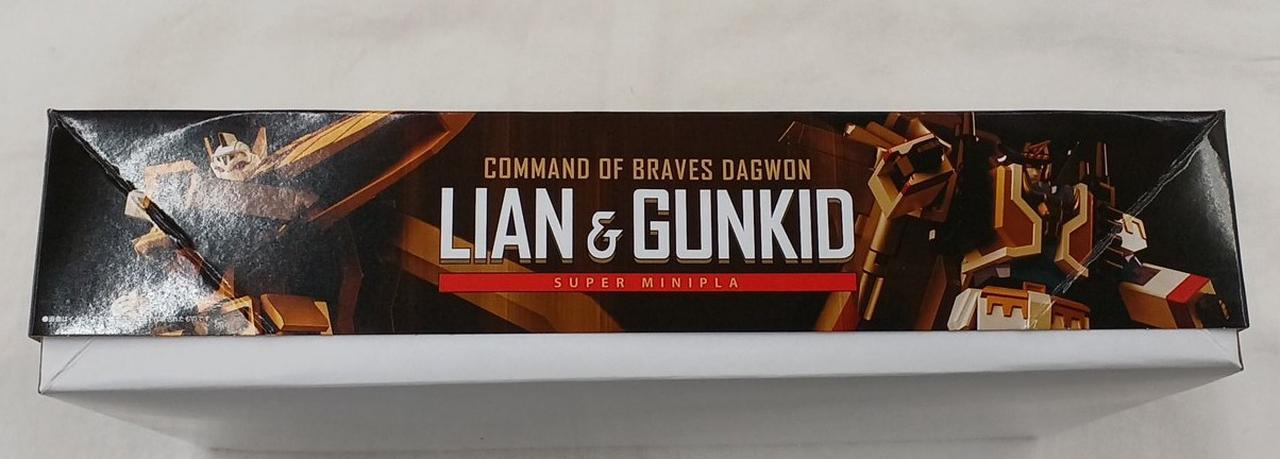 COMMAND OF BRAVES DAGWON
LIAN & GUNKID
SUPER MINIPLA